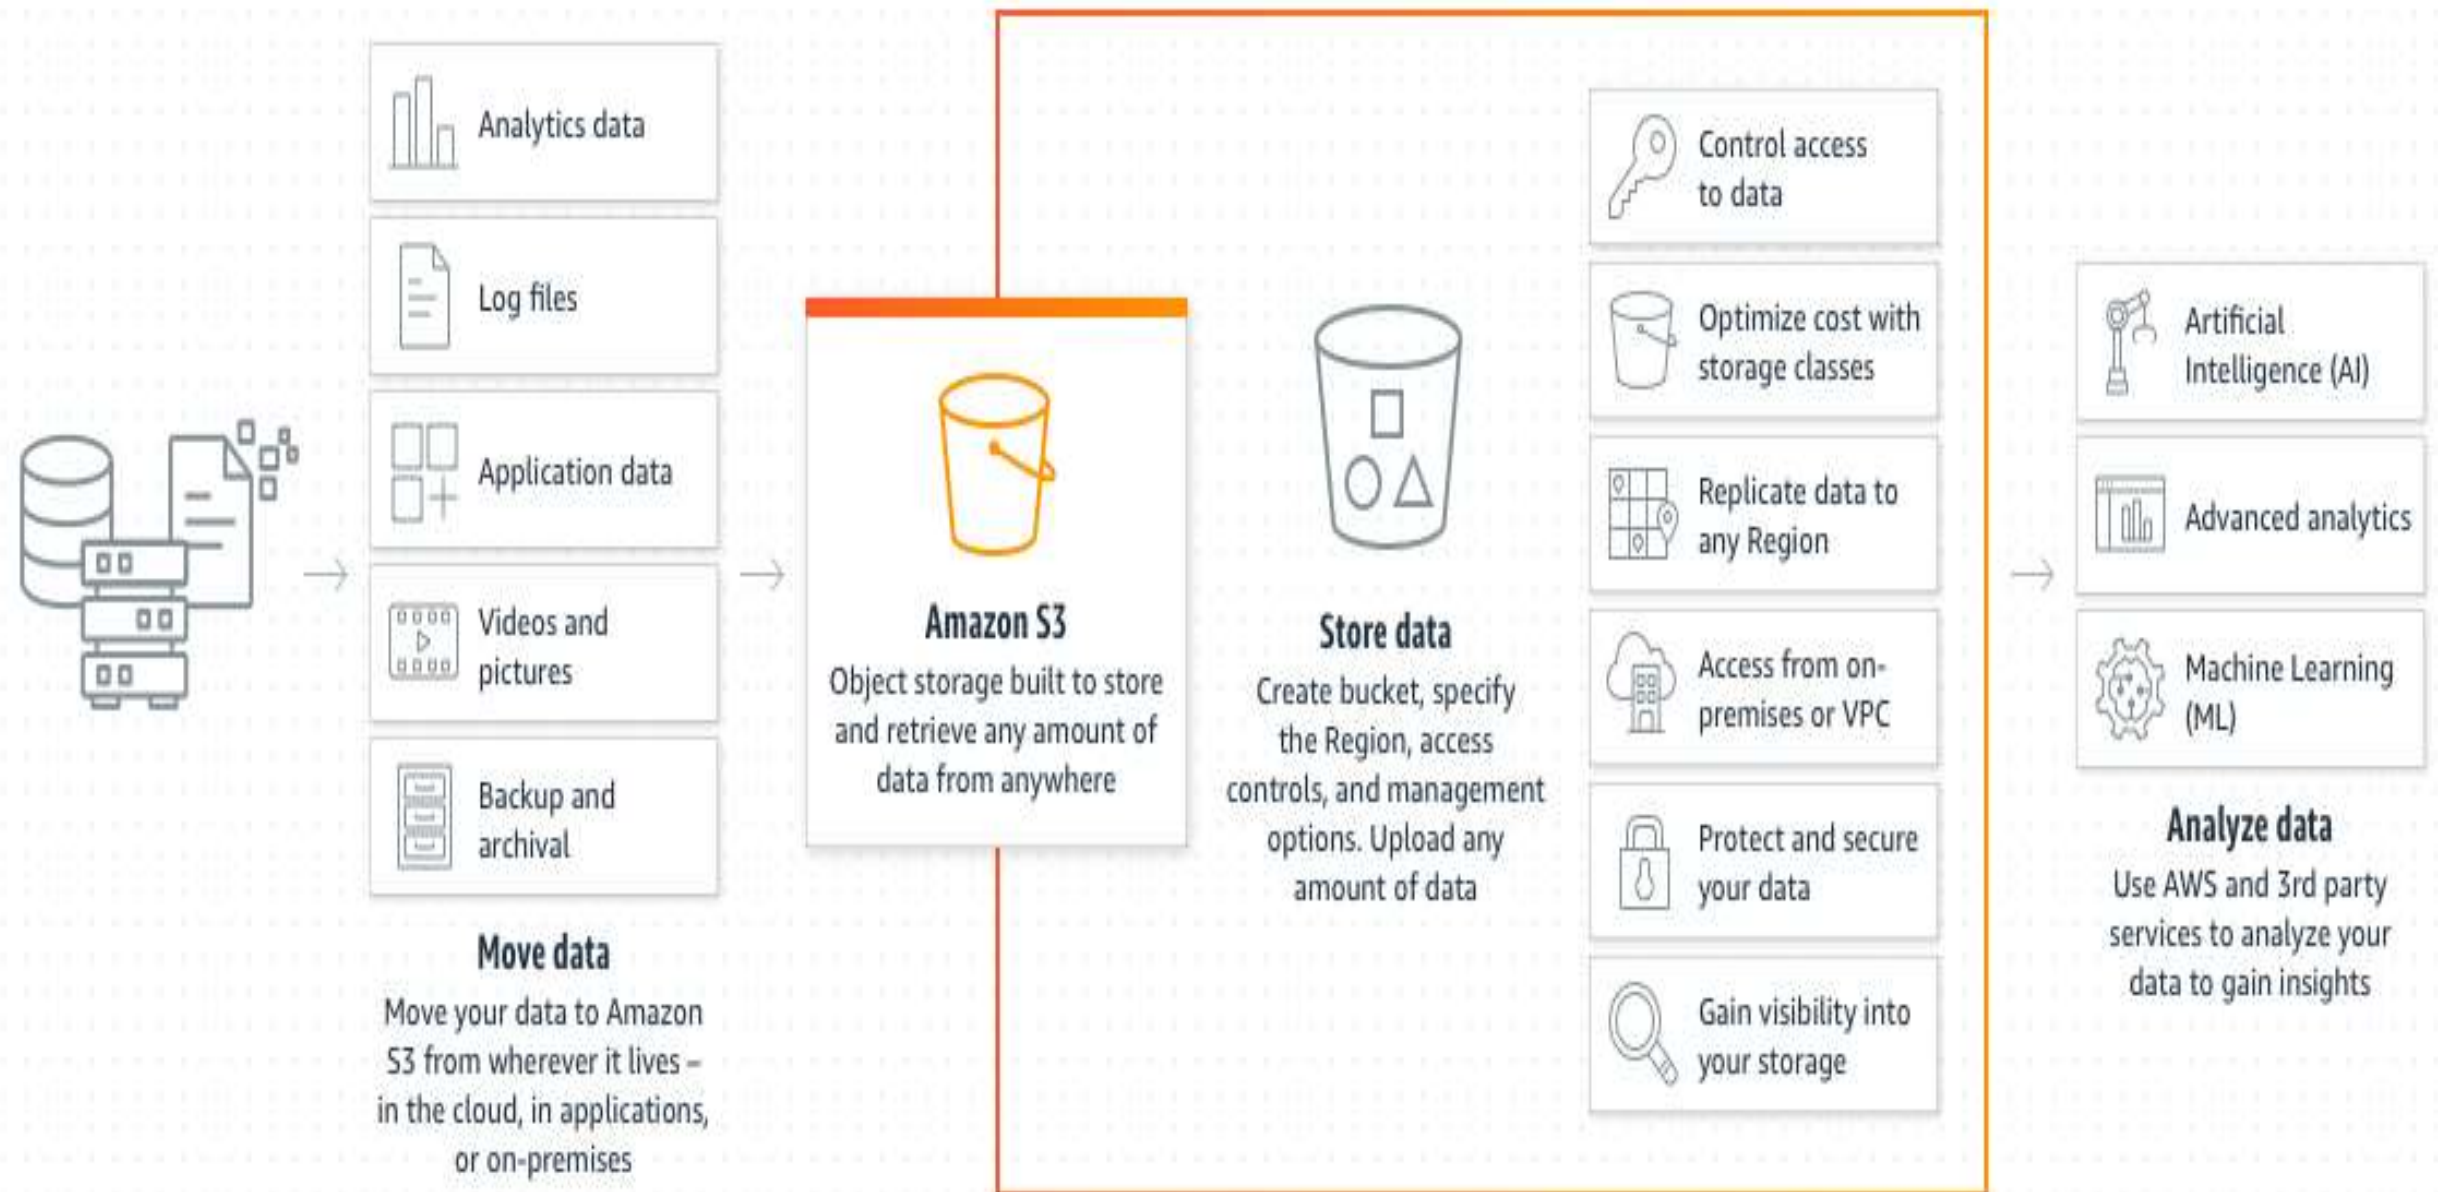 Analytics data
Log files
Application data
Videos and
pictures
Backup and
archival
Move data
Move your data to Amazon
S3 from wherever it lives –
in the cloud, in applications,
or on-premises
Amazon S3
Object storage built to store
and retrieve any amount of
data from anywhere
Store data
Create bucket, specify
the Region, access
controls, and management
options. Upload any
amount of data
Control access
to data
Optimize cost with
storage classes
Replicate data to
any Region
Access from on-
premises or VPC
Protect and secure
your data
Gain visibility into
your storage
Artificial
Intelligence (AI)
Advanced analytics
Machine Learning
(ML)
Analyze data
Use AWS and 3rd party
services to analyze your
data to gain insights